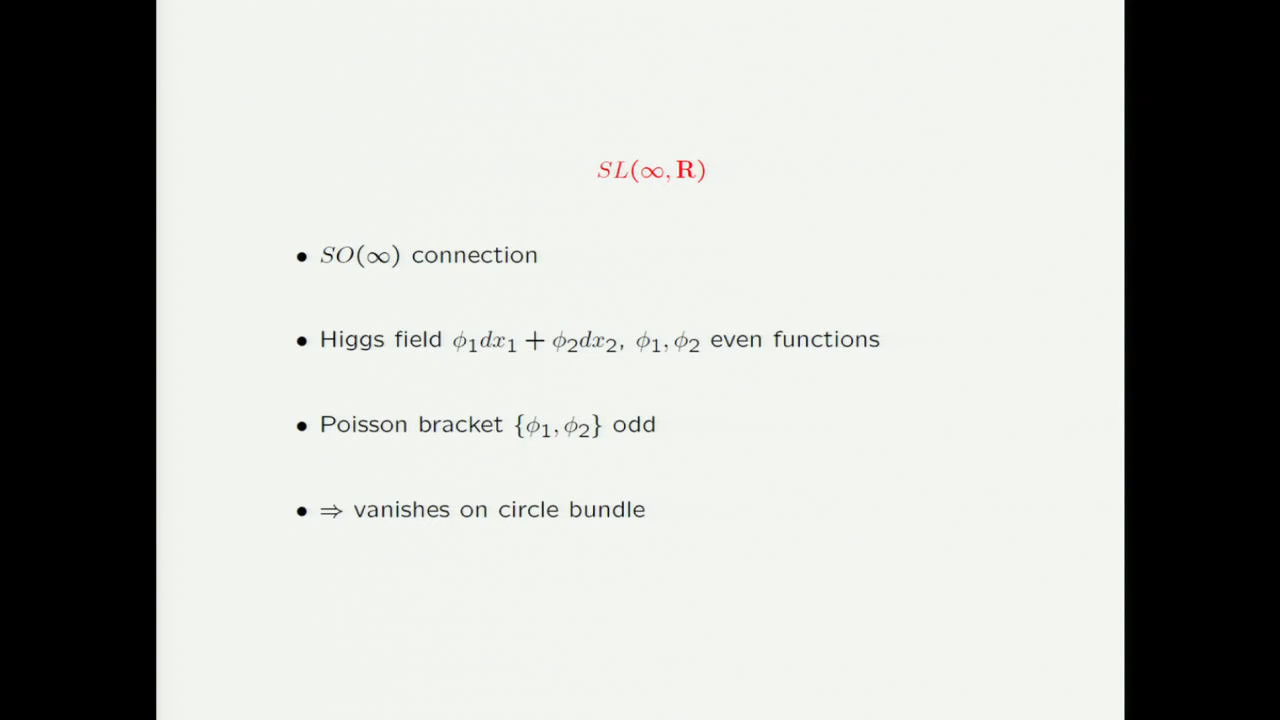 SL(∞, R)
• SO(∞) connection
• Higgs field ϕ₁dx₁ + ϕ₂dx₂, ϕ₁, ϕ₂ even functions
• Poisson bracket {ϕ₁, ϕ₂} odd
• ⇒ vanishes on circle bundle